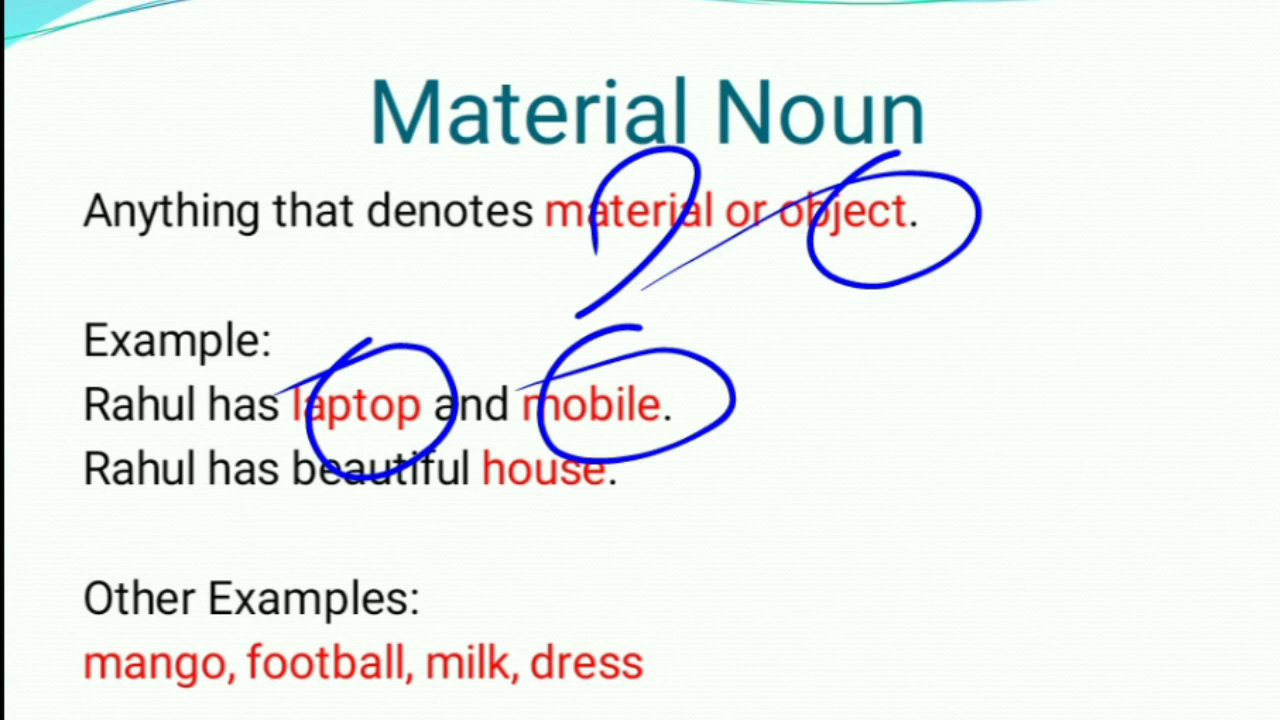 Material Noun
Anything that denotes material or object.
Example:
Rahul has laptop and mobile.
Rahul has beautiful house.
Other Examples:
mango, football, milk, dress